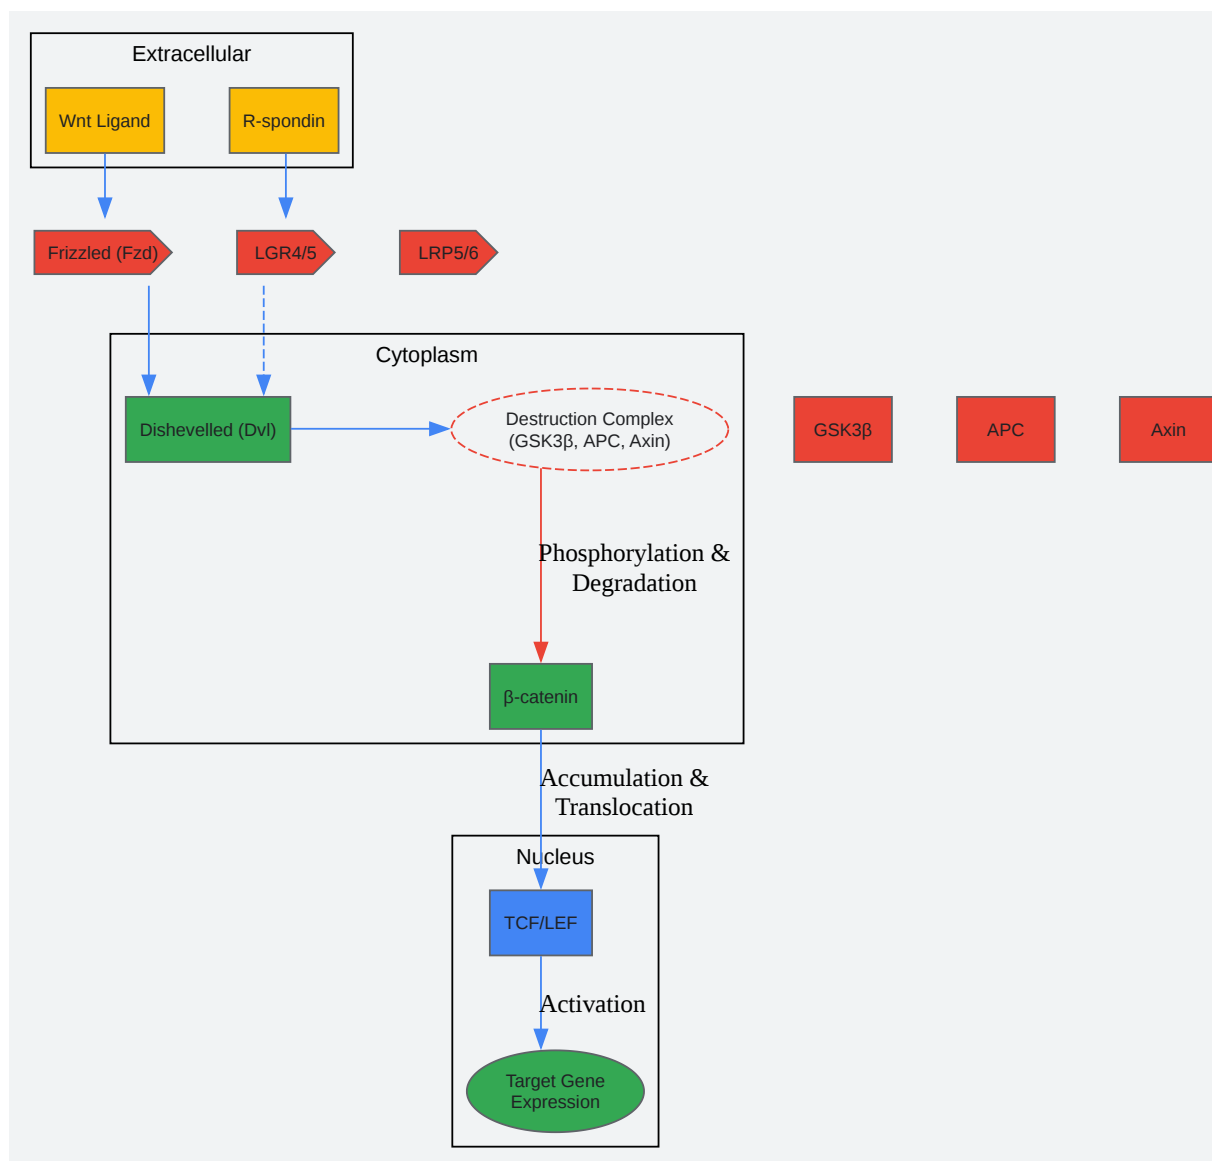 Extracellular
Wnt Ligand
R-spondin
Frizzled (Fzd)
LGR4/5
LRP5/6
Cytoplasm
Dishevelled (Dvl)
Destruction Complex
(GSK3β, APC, Axin)
GSK3β
APC
Axin
Phosphorylation &
Degradation
β-catenin
Accumulation &
Translocation
Nucleus
TCF/LEF
Activation
Target Gene
Expression